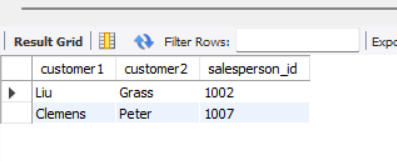 Result Grid Filter Rows: Expo
customer1 customer2 salesperson_id
Liu Grass 1002
Clemens Peter 1007